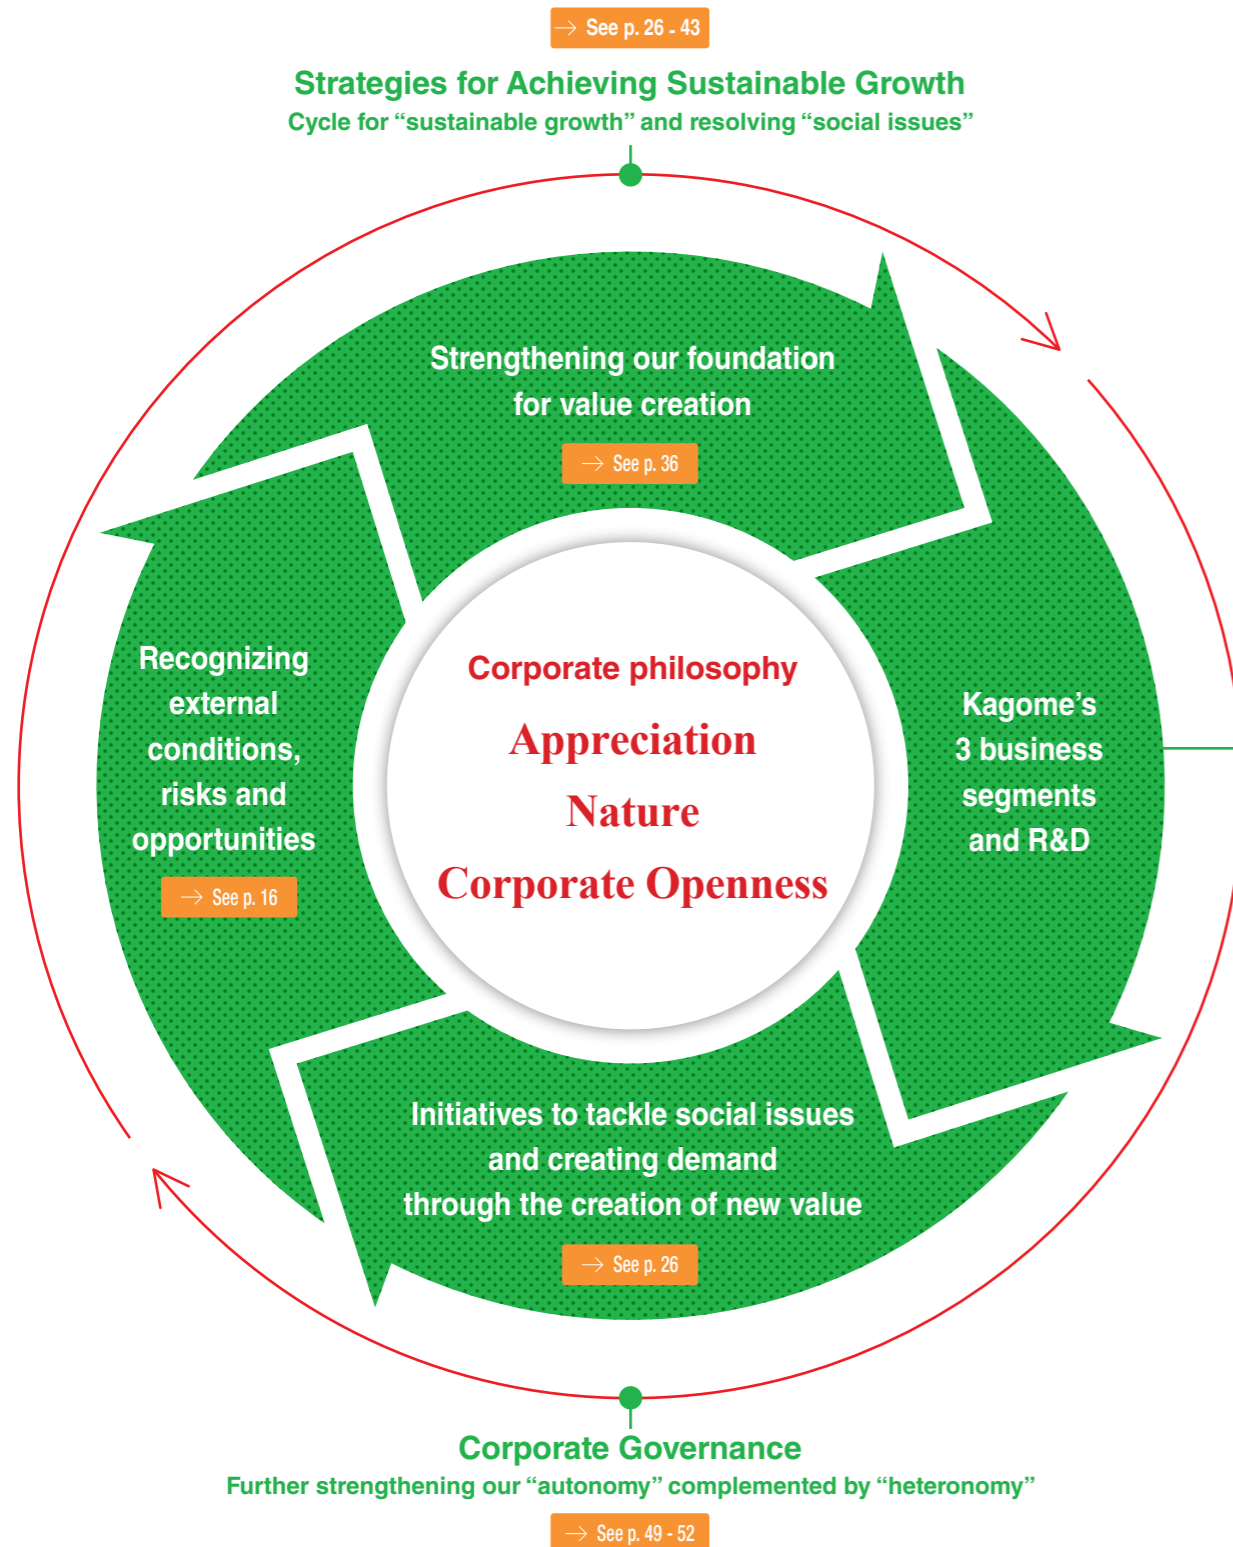 → See p. 26 - 43
Strategies for Achieving Sustainable Growth
Cycle for “sustainable growth” and resolving “social issues”
Strengthening our foundation
for value creation
→ See p. 36
Recognizing
external
conditions,
risks and
opportunities
→ See p. 16
Corporate philosophy
Appreciation
Nature
Corporate Openness
Kagome’s
3 business
segments
and R&D
Initiatives to tackle social issues
and creating demand
through the creation of new value
→ See p. 26
Corporate Governance
Further strengthening our “autonomy” complemented by “heteronomy”
→ See p. 49 - 52